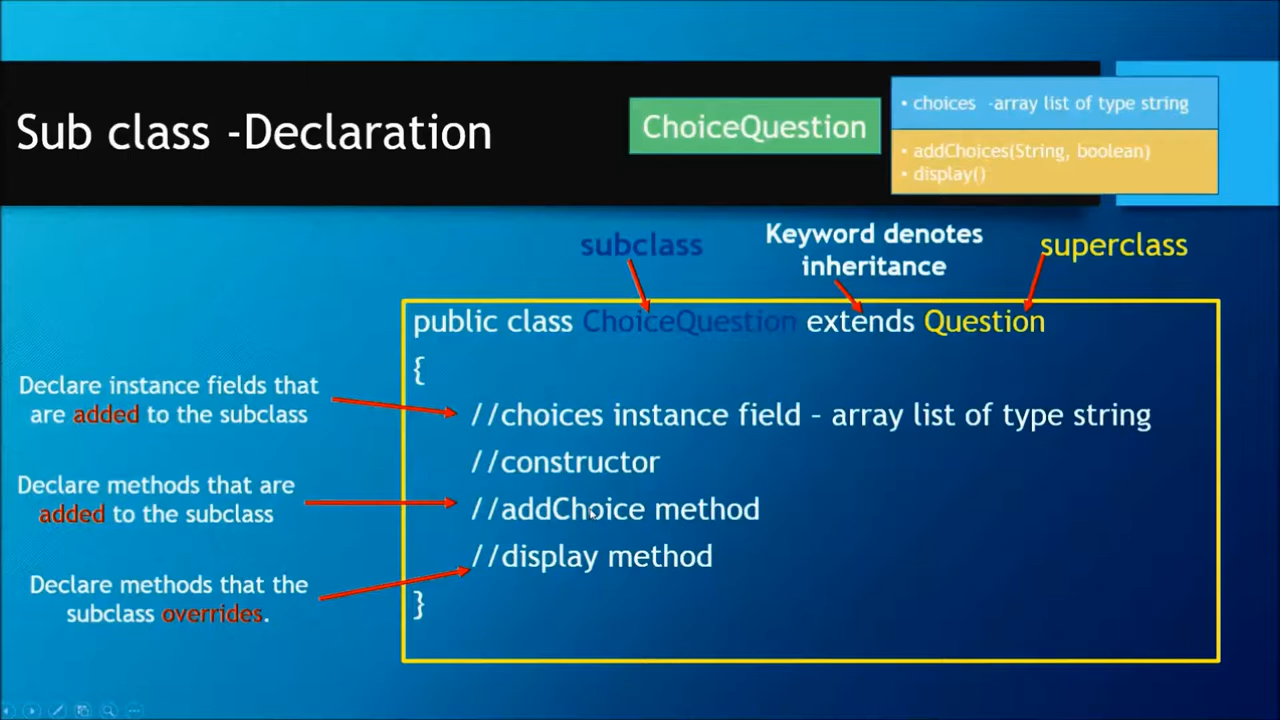 Sub class -Declaration
ChoiceQuestion
• choices -array list of type string
• addChoices(String, boolean)
• display()
subclass
Keyword denotes
inheritance
superclass
public class ChoiceQuestion extends Question
{
Declare instance fields that
are added to the subclass
//choices instance field – array list of type string
//constructor
Declare methods that are
added to the subclass
//addChoice method
//display method
Declare methods that the
subclass overrides.
}